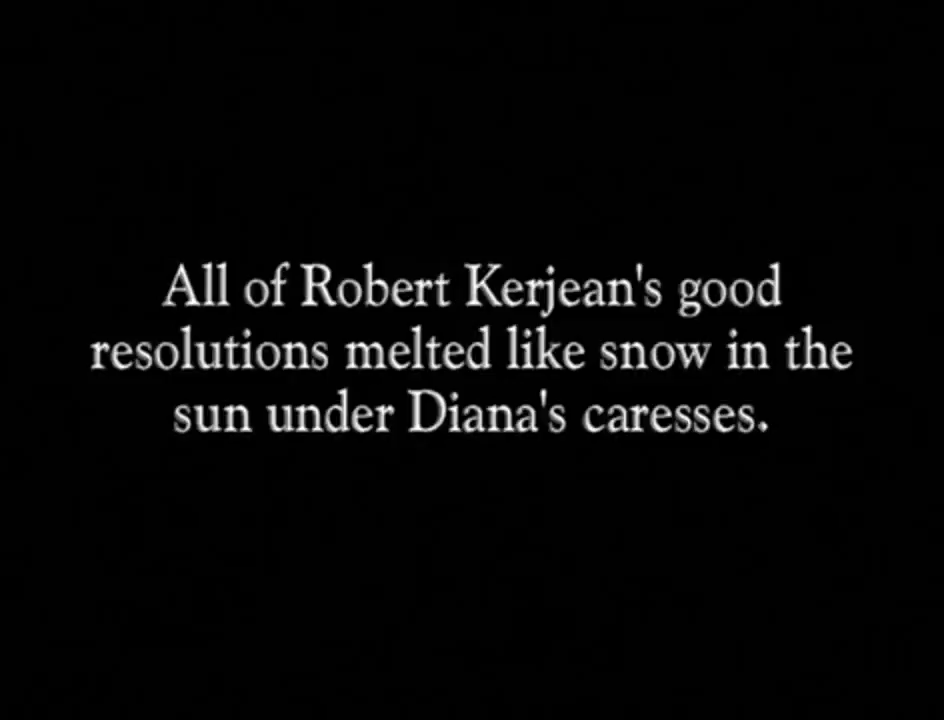 All of Robert Kerjean's good
resolutions melted like snow in the
sun under Diana's caresses.